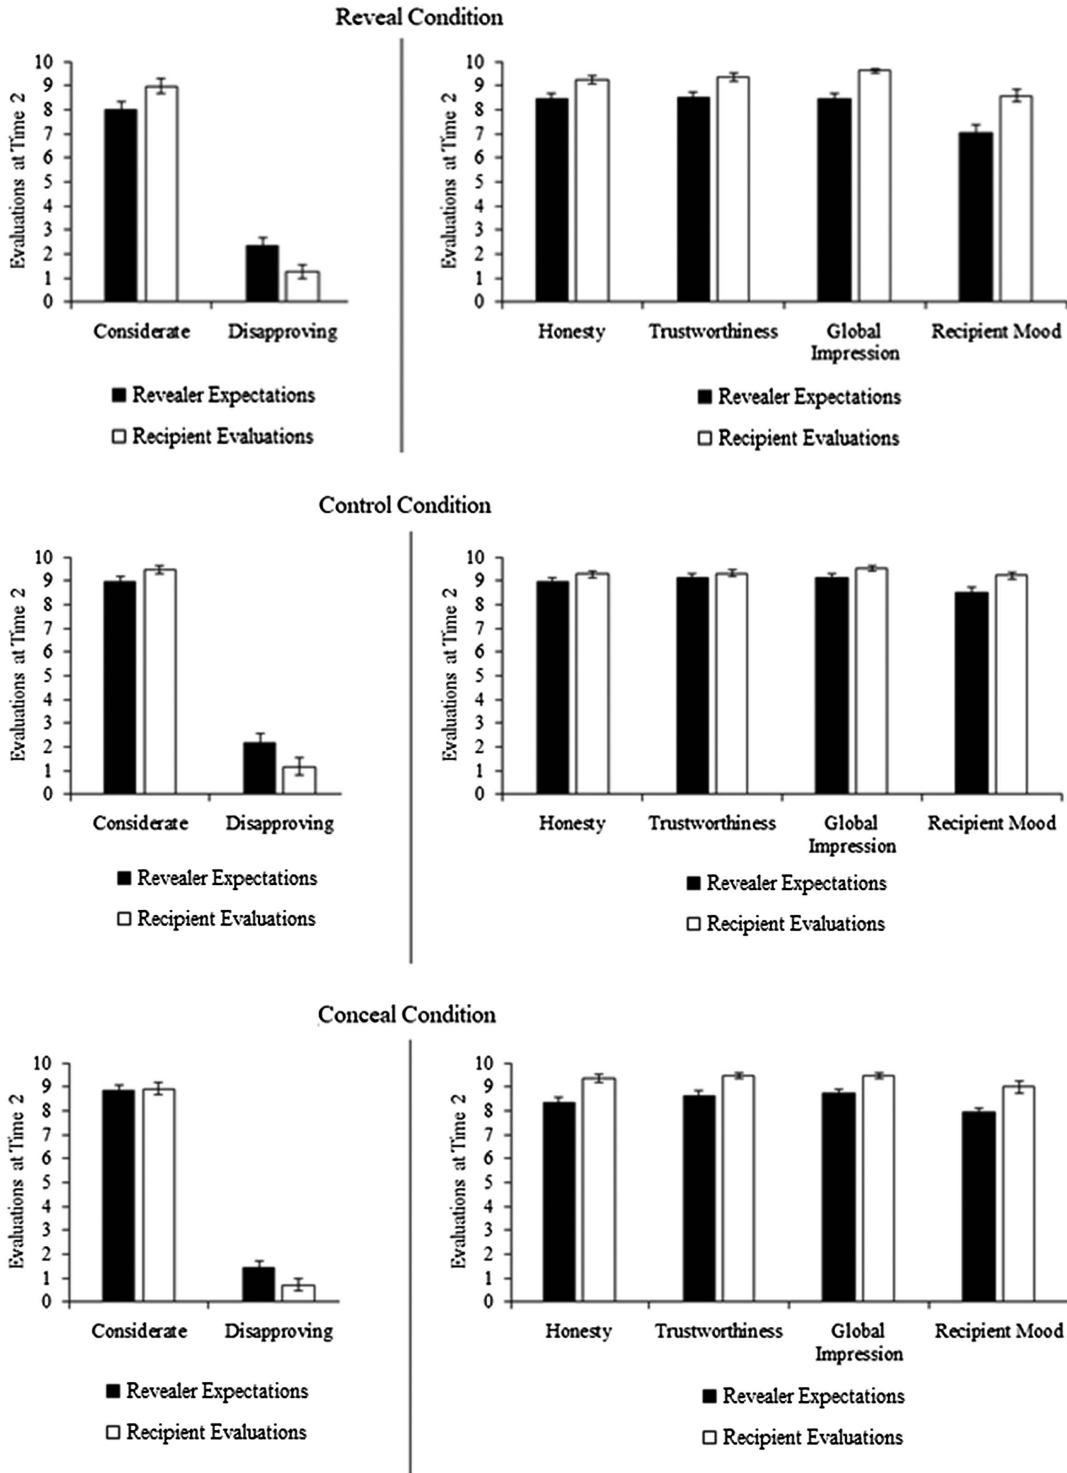 Reveal Condition
Evaluations at Time 2
10
9
8
7
6
5
4
3
2
1
0
Considerate Disapproving
Revealer Expectations
Recipient Evaluations
Evaluations at Time 2
10
9
8
7
6
5
4
3
2
1
0
Honesty Trustworthiness Global Recipient Mood
Impression
Revealer Expectations
Recipient Evaluations
Control Condition
Evaluations at Time 2
10
9
8
7
6
5
4
3
2
1
0
Considerate Disapproving
Revealer Expectations
Recipient Evaluations
Evaluations at Time 2
10
9
8
7
6
5
4
3
2
1
0
Honesty Trustworthiness Global Recipient Mood
Impression
Revealer Expectations
Recipient Evaluations
Conceal Condition
Evaluations at Time 2
10
9
8
7
6
5
4
3
2
1
0
Considerate Disapproving
Revealer Expectations
Recipient Evaluations
Evaluations at Time 2
10
9
8
7
6
5
4
3
2
1
0
Honesty Trustworthiness Global Recipient Mood
Impression
Revealer Expectations
Recipient Evaluations